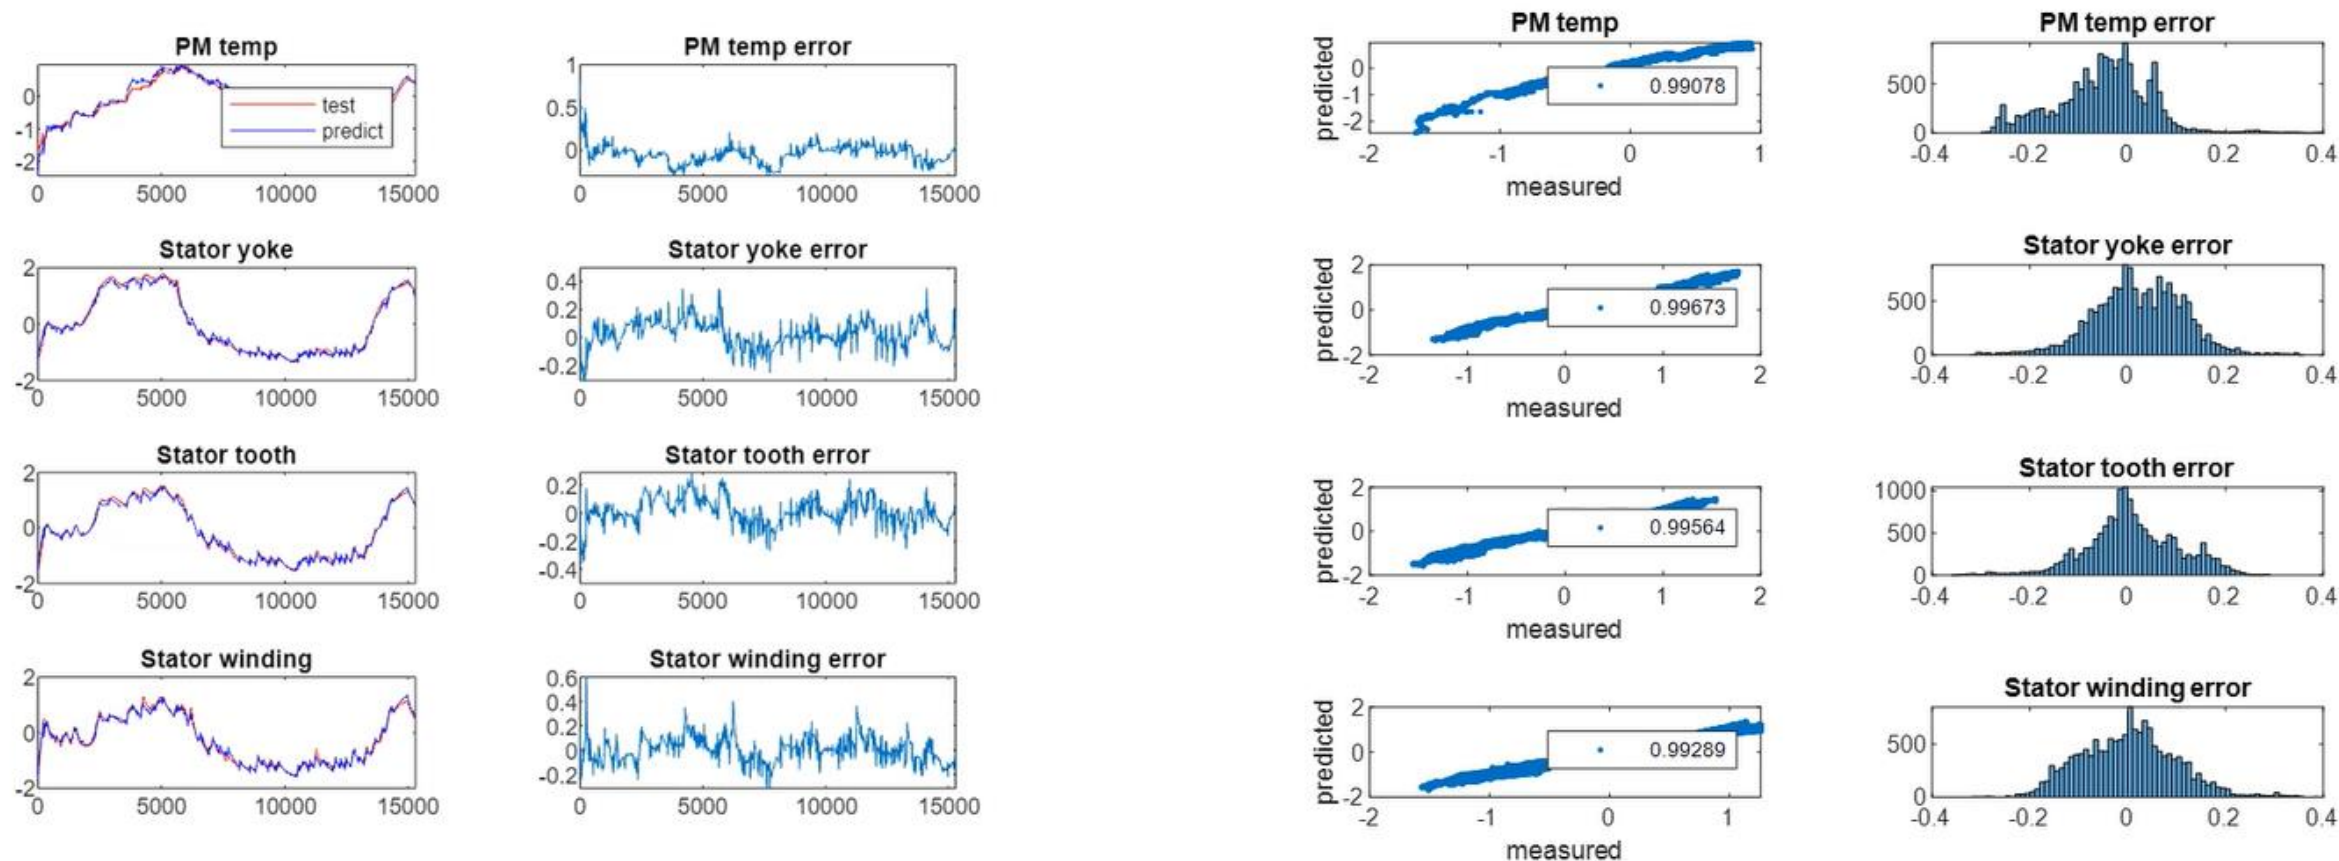 PM temp
0
-1
-2
0 5000 10000 15000
test
predict
PM temp error
1
0.5
0
0 5000 10000 15000
Stator yoke
2
0
-2
0 5000 10000 15000
Stator yoke error
0.4
0.2
0
-0.2
0 5000 10000 15000
Stator tooth
2
0
-2
0 5000 10000 15000
Stator tooth error
0.2
0
-0.2
-0.4
0 5000 10000 15000
Stator winding
2
0
-2
0 5000 10000 15000
Stator winding error
0.6
0.4
0.2
0
-0.2
0 5000 10000 15000
PM temp
predicted
0
-1
-2
-2 -1 0 1
measured
0.99078
PM temp error
500
0
-0.4 -0.2 0 0.2 0.4
predicted
2
0
-2
-2 -1 0 1 2
measured
0.99673
Stator yoke error
500
0
-0.4 -0.2 0 0.2 0.4
predicted
2
0
-2
-2 -1 0 1 2
measured
0.99564
Stator tooth error
1000
500
0
-0.4 -0.2 0 0.2 0.4
predicted
2
0
-2
-2 -1 0 1
measured
0.99289
Stator winding error
500
0
-0.4 -0.2 0 0.2 0.4